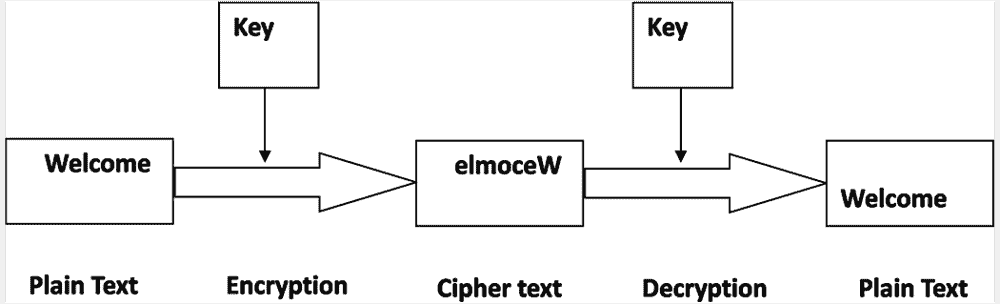 Key
Key
Welcome
elmoceW
Welcome
Plain Text
Encryption
Cipher text
Decryption
Plain Text